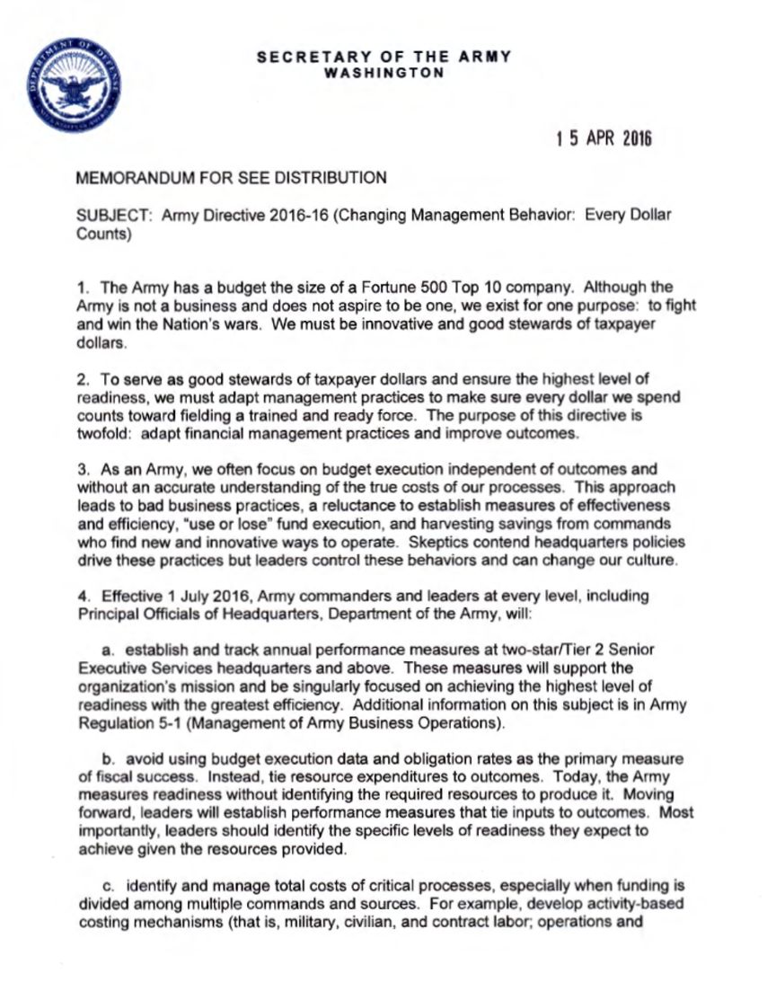 DEPARTMENT OF DEFENSE
UNITED STATES OF AMERICA
SECRETARY OF THE ARMY
WASHINGTON
1 5 APR 2016
MEMORANDUM FOR SEE DISTRIBUTION
SUBJECT: Army Directive 2016-16 (Changing Management Behavior: Every Dollar
Counts)
1. The Army has a budget the size of a Fortune 500 Top 10 company. Although the
Army is not a business and does not aspire to be one, we exist for one purpose: to fight
and win the Nation's wars. We must be innovative and good stewards of taxpayer
dollars.
2. To serve as good stewards of taxpayer dollars and ensure the highest level of
readiness, we must adapt management practices to make sure every dollar we spend
counts toward fielding a trained and ready force. The purpose of this directive is
twofold: adapt financial management practices and improve outcomes.
3. As an Army, we often focus on budget execution independent of outcomes and
without an accurate understanding of the true costs of our processes. This approach
leads to bad business practices, a reluctance to establish measures of effectiveness
and efficiency, "use or lose" fund execution, and harvesting savings from commands
who find new and innovative ways to operate. Skeptics contend headquarters policies
drive these practices but leaders control these behaviors and can change our culture.
4. Effective 1 July 2016, Army commanders and leaders at every level, including
Principal Officials of Headquarters, Department of the Army, will:
a. establish and track annual performance measures at two-star/Tier 2 Senior
Executive Services headquarters and above. These measures will support the
organization's mission and be singularly focused on achieving the highest level of
readiness with the greatest efficiency. Additional information on this subject is in Army
Regulation 5-1 (Management of Army Business Operations).
b. avoid using budget execution data and obligation rates as the primary measure
of fiscal success. Instead, tie resource expenditures to outcomes. Today, the Army
measures readiness without identifying the required resources to produce it. Moving
forward, leaders will establish performance measures that tie inputs to outcomes. Most
importantly, leaders should identify the specific levels of readiness they expect to
achieve given the resources provided.
c. identify and manage total costs of critical processes, especially when funding is
divided among multiple commands and sources. For example, develop activity-based
costing mechanisms (that is, military, civilian, and contract labor; operations and